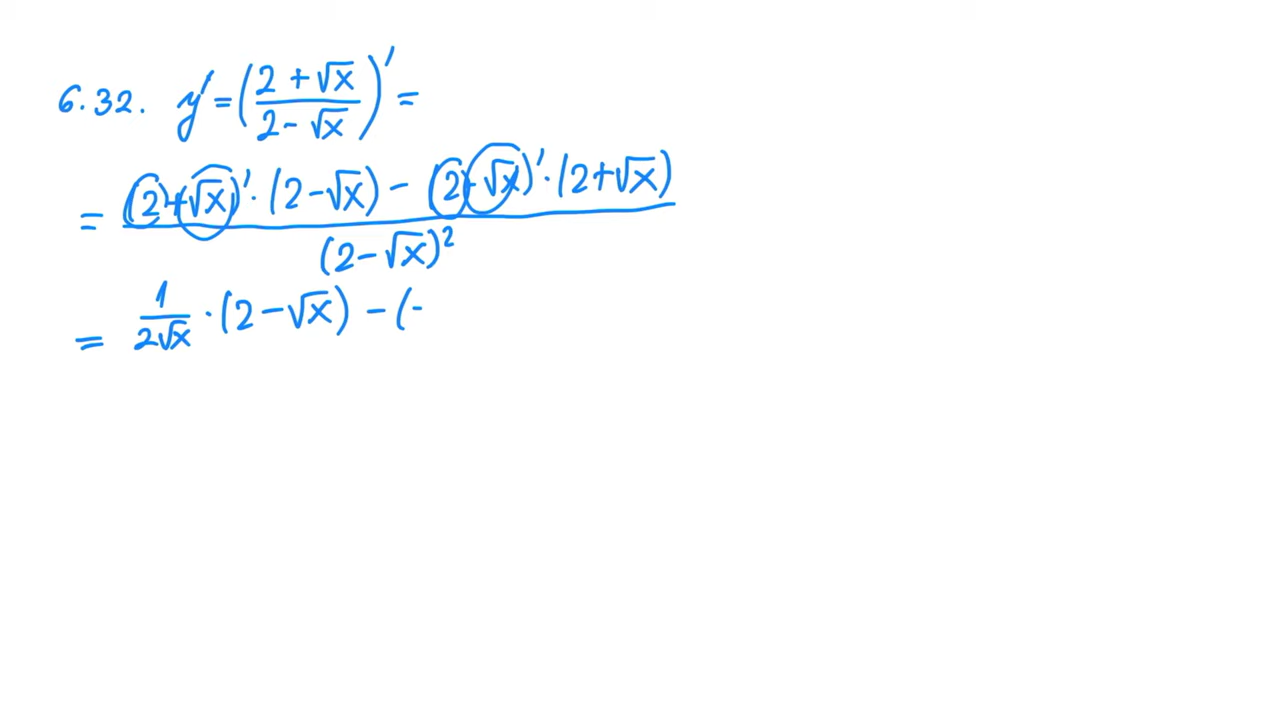 6.32. y' = ((2 + √x)/(2 - √x))' =
= ((2 + √x)' · (2 - √x) - (2 - √x)' · (2 + √x))/(2 - √x)²
= 1/(2√x) · (2 - √x) - (-